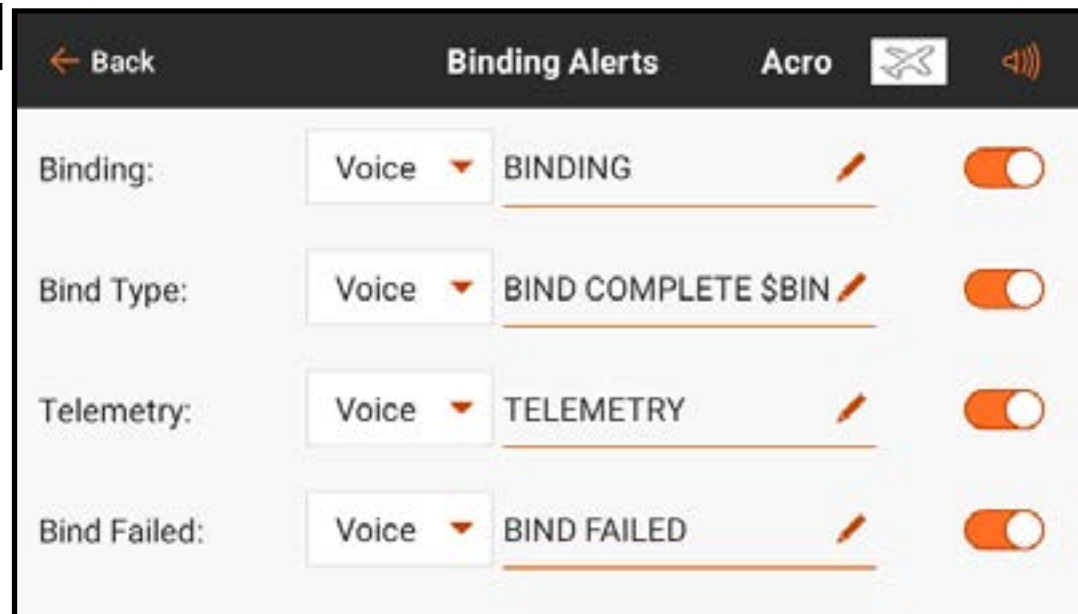 Back Binding Alerts Acro
Binding: Voice BINDING
Bind Type: Voice BIND COMPLETE $BIN
Telemetry: Voice TELEMETRY
Bind Failed: Voice BIND FAILED